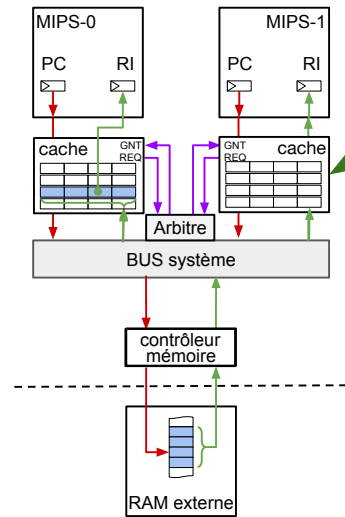 MIPS-0
MIPS-1
PC
RI
PC
RI
cache
GNT
REQ
GNT
REQ
cache
Arbitre
BUS système
contrôleur
mémoire
RAM externe